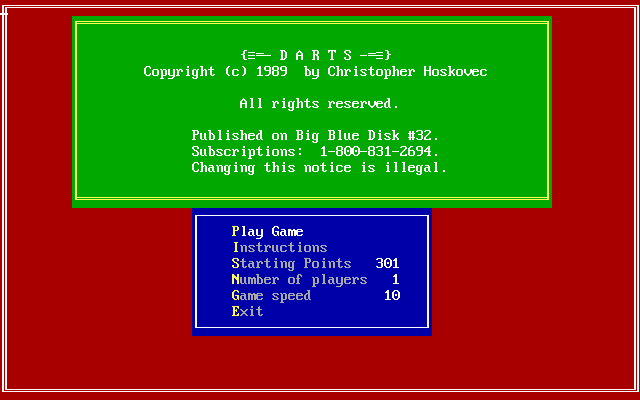 {≡═─ D A R T S ─═≡}
Copyright (c) 1989  by Christopher Hoskovec
All rights reserved.
Published on Big Blue Disk #32.
Subscriptions:  1-800-831-2694.
Changing this notice is illegal.
Play Game
Instructions
Starting Points   301
Number of players   1
Game speed         10
Exit